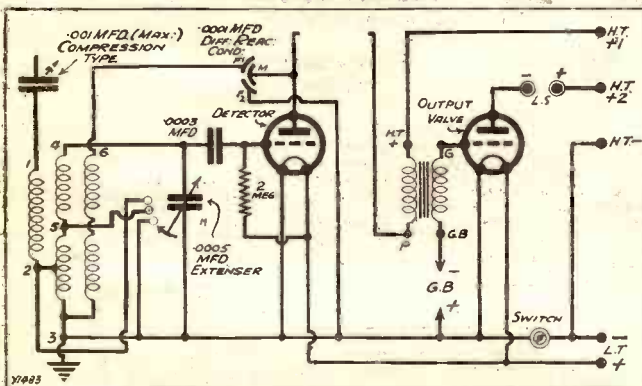 .001 MFD. (MAX:)
COMPRESSION
TYPE.
.0001 MFD
DIFF: REAC:
COND:
F1
M
F2
DETECTOR
.0003
MFD
OUTPUT
VALVE
H.T.
+1
H.T.
+2
- +
L.S
H.T.-
H.T
+
G
P
G.B
-
G.B
+
1
4
6
5
2
3
2
MEG
M
.0005
MFD
EXTENSER
SWITCH
-
L.T.
+
Y1483